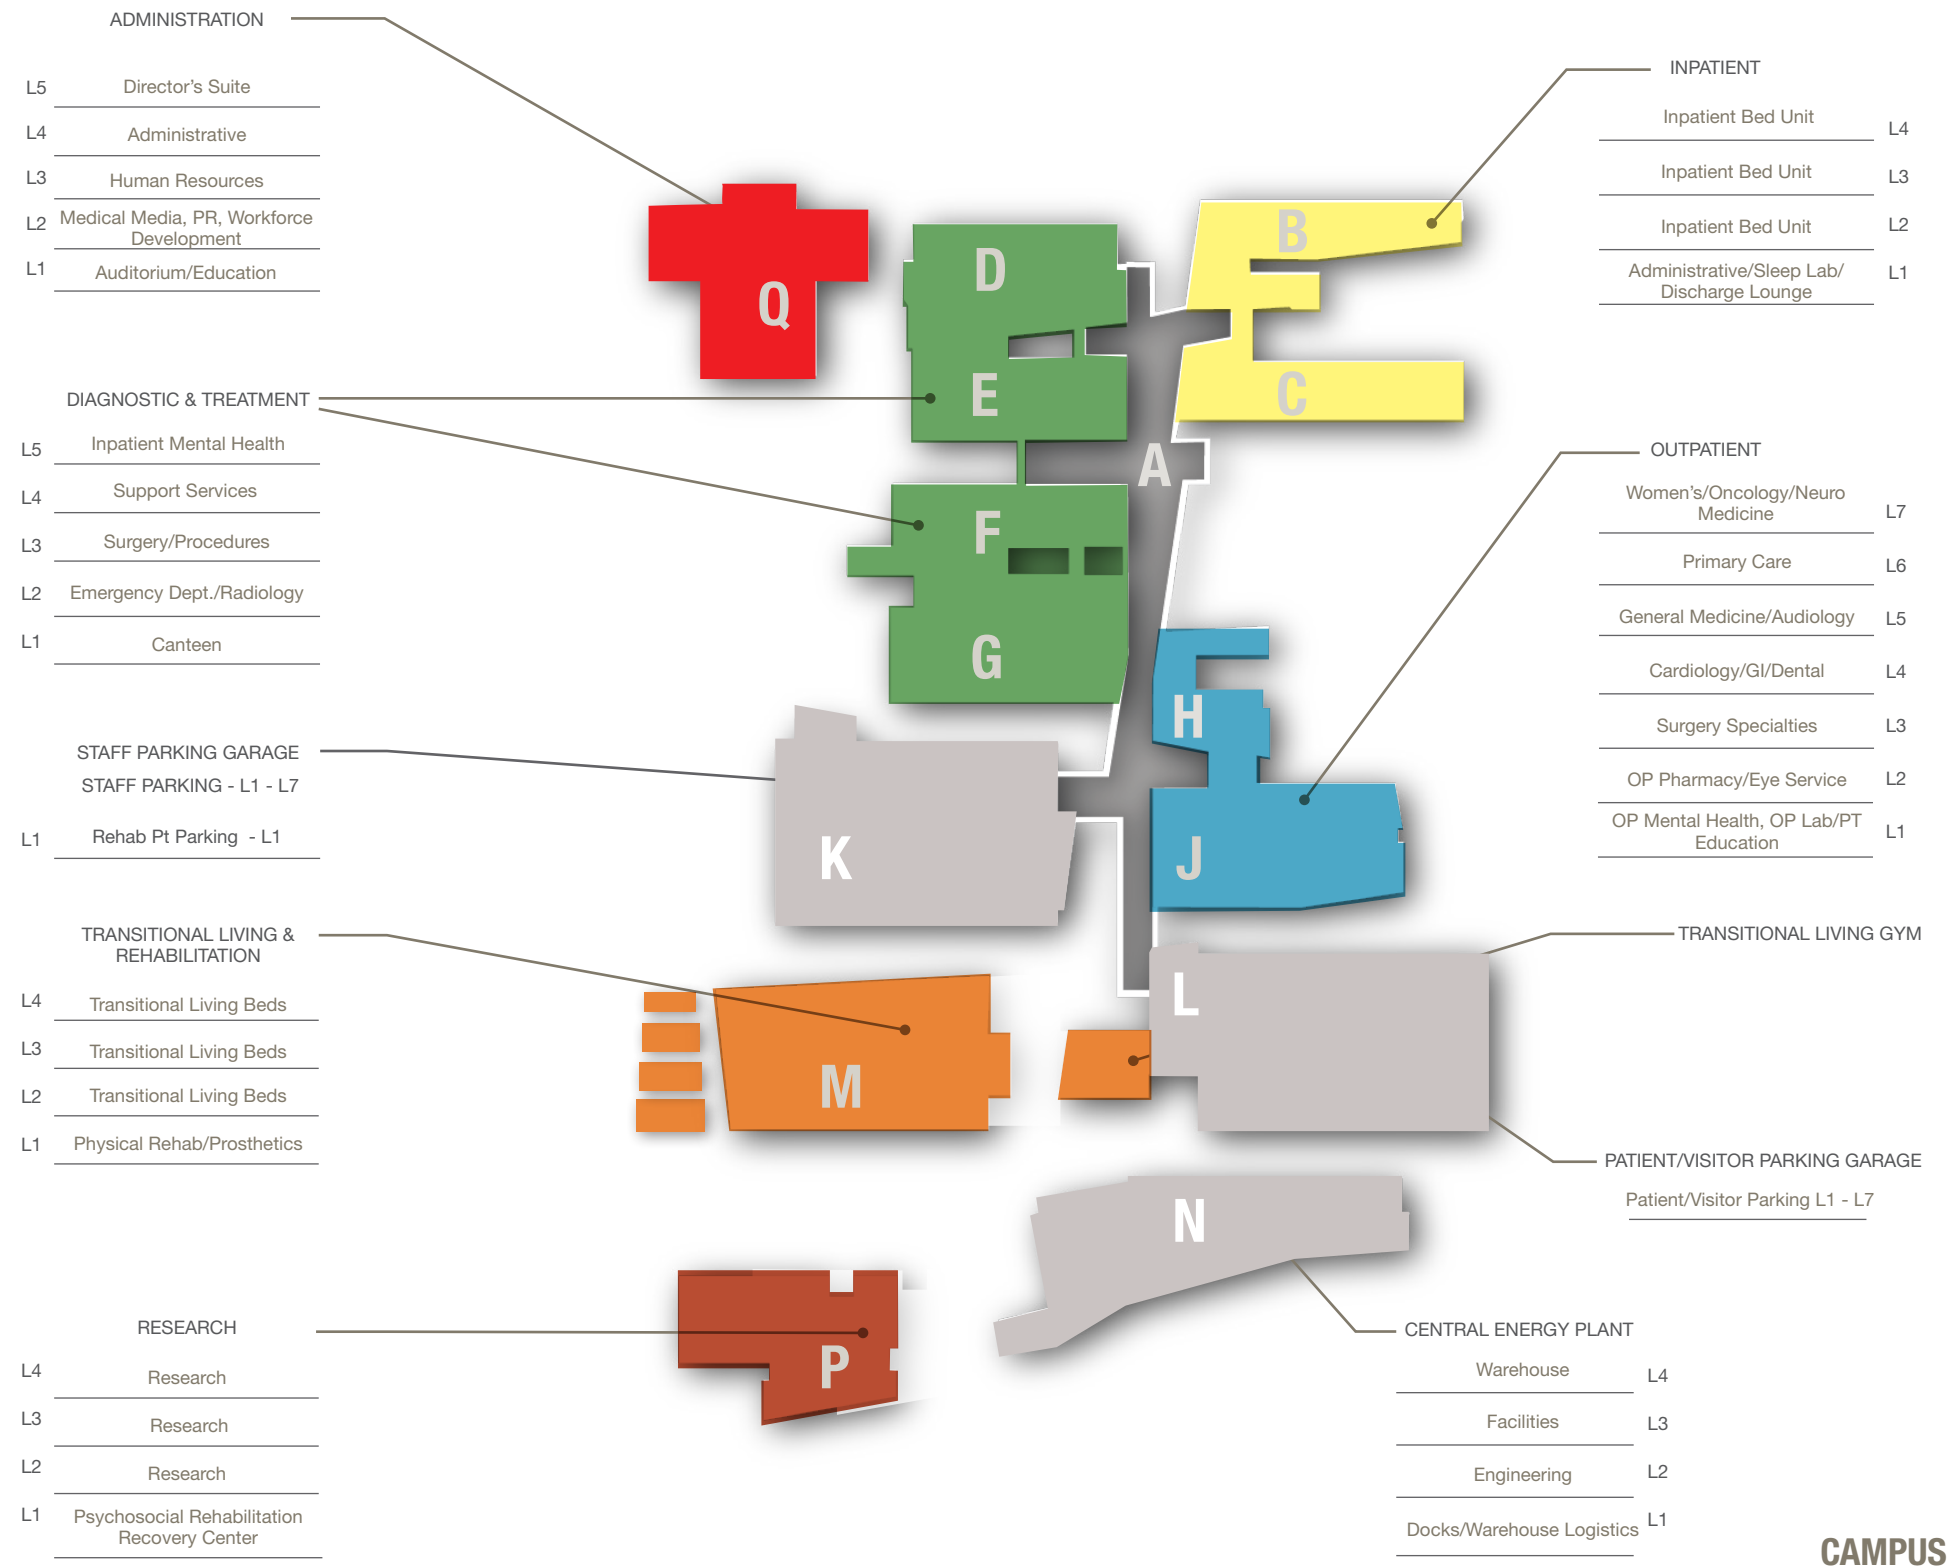 ADMINISTRATION
L5 Director's Suite
L4 Administrative
L3 Human Resources
L2 Medical Media, PR, Workforce
Development
L1 Auditorium/Education
DIAGNOSTIC & TREATMENT
L5 Inpatient Mental Health
L4 Support Services
L3 Surgery/Procedures
L2 Emergency Dept./Radiology
L1 Canteen
STAFF PARKING GARAGE
STAFF PARKING - L1 - L7
L1 Rehab Pt Parking - L1
TRANSITIONAL LIVING &
REHABILITATION
L4 Transitional Living Beds
L3 Transitional Living Beds
L2 Transitional Living Beds
L1 Physical Rehab/Prosthetics
RESEARCH
L4 Research
L3 Research
L2 Research
L1 Psychosocial Rehabilitation
Recovery Center
Q
D
E
F
G
A
B
C
H
J
K
L
M
N
P
INPATIENT
Inpatient Bed Unit L4
Inpatient Bed Unit L3
Inpatient Bed Unit L2
Administrative/Sleep Lab/ L1
Discharge Lounge
OUTPATIENT
Women's/Oncology/Neuro
Medicine L7
Primary Care L6
General Medicine/Audiology L5
Cardiology/GI/Dental L4
Surgery Specialties L3
OP Pharmacy/Eye Service L2
OP Mental Health, OP Lab/PT
Education L1
TRANSITIONAL LIVING GYM
PATIENT/VISITOR PARKING GARAGE
Patient/Visitor Parking L1 - L7
CENTRAL ENERGY PLANT
Warehouse L4
Facilities L3
Engineering L2
Docks/Warehouse Logistics L1
CAMPUS